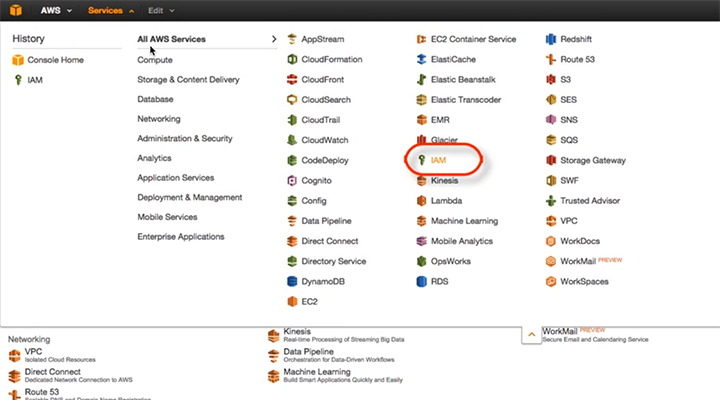 AWS
Services
Edit
History
Console Home
IAM
All AWS Services
Compute
Storage & Content Delivery
Database
Networking
Administration & Security
Analytics
Application Services
Deployment & Management
Mobile Services
Enterprise Applications
AppStream
CloudFormation
CloudFront
CloudSearch
CloudTrail
CloudWatch
CodeDeploy
Cognito
Config
Data Pipeline
Direct Connect
Directory Service
DynamoDB
EC2
EC2 Container Service
ElastiCache
Elastic Beanstalk
Elastic Transcoder
EMR
Glacier
IAM
Kinesis
Lambda
Machine Learning
Mobile Analytics
OpsWorks
RDS
Redshift
Route 53
S3
SES
SNS
SQS
Storage Gateway
SWF
Trusted Advisor
VPC
WorkDocs
WorkMail PREVIEW
WorkSpaces
Networking
VPC
Isolated Cloud Resources
Direct Connect
Dedicated Network Connection to AWS
Route 53
Scalable DNS and Domain Name Registration
Kinesis
Real-time Processing of Streaming Big Data
Data Pipeline
Orchestration for Data-Driven Workflows
Machine Learning
Build Smart Applications Quickly and Easily
WorkMail PREVIEW
Secure Email and Calendaring Service